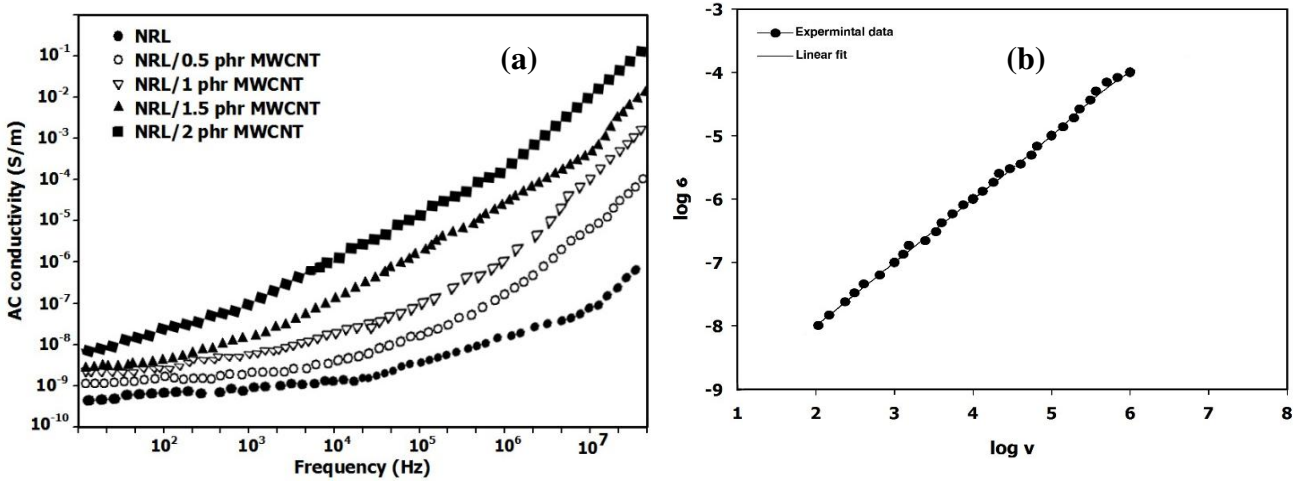 (a)
NRL
NRL/0.5 phr MWCNT
NRL/1 phr MWCNT
NRL/1.5 phr MWCNT
NRL/2 phr MWCNT
AC conductivity (S/m)
10⁻¹
10⁻²
10⁻³
10⁻⁴
10⁻⁵
10⁻⁶
10⁻⁷
10⁻⁸
10⁻⁹
10⁻¹⁰
10² 10³ 10⁴ 10⁵ 10⁶ 10⁷
Frequency (Hz)
(b)
Expermintal data
Linear fit
log 6
-3
-4
-5
-6
-7
-8
-9
1 2 3 4 5 6 7 8
log v